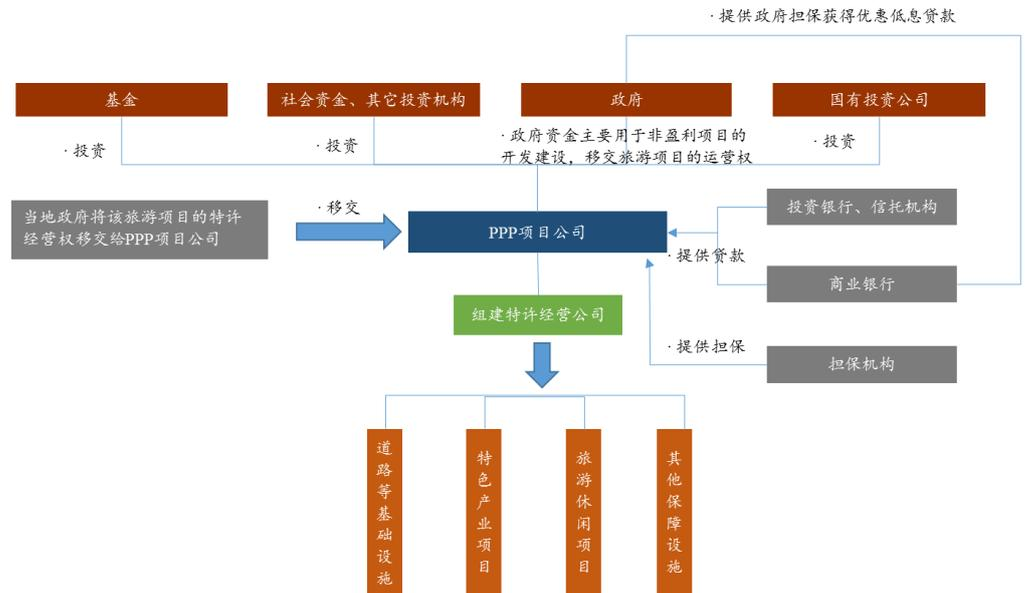 · 提供政府担保获得优惠低息贷款
基金
社会资金、其它投资机构
政府
国有投资公司
· 投资
· 投资
· 政府资金主要用于非盈利项目的
开发建设，移交旅游项目的运营权
· 投资
当地政府将该旅游项目的特许
经营权移交给PPP项目公司
· 移交
PPP项目公司
投资银行、信托机构
· 提供贷款
商业银行
组建特许经营公司
· 提供担保
担保机构
道路等基础设施
特色产业项目
旅游休闲项目
其他保障设施